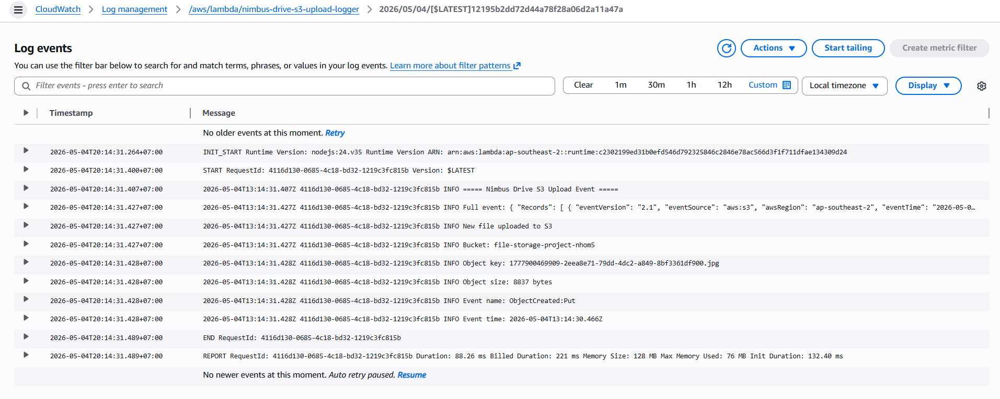 CloudWatch > Log management > /aws/lambda/nimbus-drive-s3-upload-logger > 2026/05/04/[$LATEST]12195b2dd72d44a78f28a06d2a11a47a
Log events
Actions Start tailing Create metric filter
You can use the filter bar below to search for and match terms, phrases, or values in your log events. Learn more about filter patterns
Filter events - press enter to search
Clear 1m 30m 1h 12h Custom Local timezone Display
Timestamp Message
No older events at this moment. Retry
2026-05-04T20:14:31.264+07:00 INIT_START Runtime Version: nodejs:24.v35 Runtime Version ARN: arn:aws:lambda:ap-southeast-2::runtime:c2302199ed31b0efd546d792325846c2846e78ac566d3f1f711dfae134309d24
2026-05-04T20:14:31.400+07:00 START RequestId: 4116d130-0685-4c18-bd32-1219c3fc815b Version: $LATEST
2026-05-04T20:14:31.407+07:00 2026-05-04T13:14:31.407Z 4116d130-0685-4c18-bd32-1219c3fc815b INFO ===== Nimbus Drive S3 Upload Event =====
2026-05-04T20:14:31.427+07:00 2026-05-04T13:14:31.427Z 4116d130-0685-4c18-bd32-1219c3fc815b INFO Full event: { "Records": [ { "eventVersion": "2.1", "eventSource": "aws:s3", "awsRegion": "ap-southeast-2", "eventTime": "2026-05-0…
2026-05-04T20:14:31.427+07:00 2026-05-04T13:14:31.427Z 4116d130-0685-4c18-bd32-1219c3fc815b INFO New file uploaded to S3
2026-05-04T20:14:31.427+07:00 2026-05-04T13:14:31.427Z 4116d130-0685-4c18-bd32-1219c3fc815b INFO Bucket: file-storage-project-nhom5
2026-05-04T20:14:31.428+07:00 2026-05-04T13:14:31.428Z 4116d130-0685-4c18-bd32-1219c3fc815b INFO Object key: 1777900469909-2eea8e71-79dd-4dc2-a849-8bf3361df900.jpg
2026-05-04T20:14:31.428+07:00 2026-05-04T13:14:31.428Z 4116d130-0685-4c18-bd32-1219c3fc815b INFO Object size: 8837 bytes
2026-05-04T20:14:31.428+07:00 2026-05-04T13:14:31.428Z 4116d130-0685-4c18-bd32-1219c3fc815b INFO Event name: ObjectCreated:Put
2026-05-04T20:14:31.428+07:00 2026-05-04T13:14:31.428Z 4116d130-0685-4c18-bd32-1219c3fc815b INFO Event time: 2026-05-04T13:14:30.466Z
2026-05-04T20:14:31.489+07:00 END RequestId: 4116d130-0685-4c18-bd32-1219c3fc815b
2026-05-04T20:14:31.489+07:00 REPORT RequestId: 4116d130-0685-4c18-bd32-1219c3fc815b Duration: 88.26 ms Billed Duration: 221 ms Memory Size: 128 MB Max Memory Used: 76 MB Init Duration: 132.40 ms
No newer events at this moment. Auto retry paused. Resume